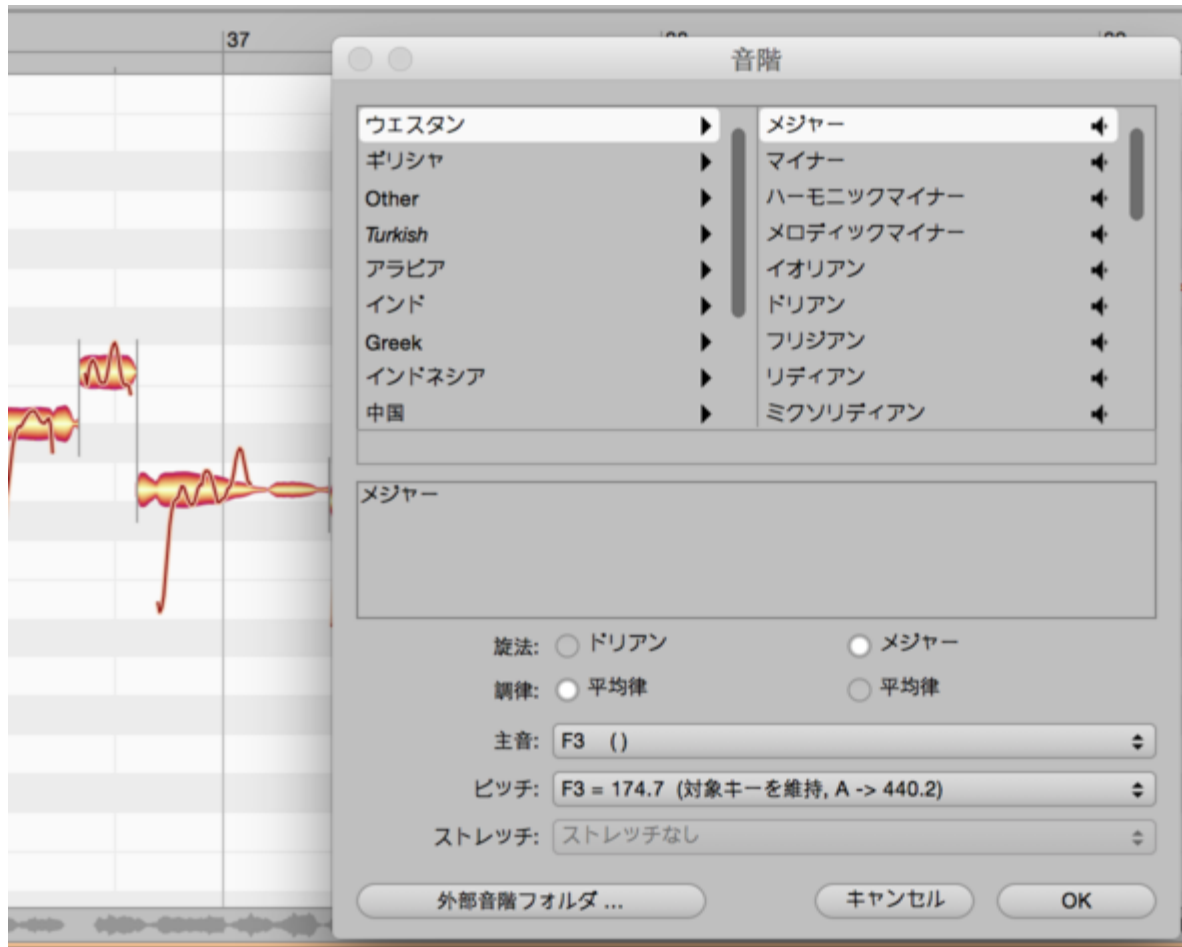 37
音階
ウェスタン
メジャー
ギリシャ
マイナー
Other
ハーモニックマイナー
Turkish
メロディックマイナー
アラビア
イオリアン
インド
ドリアン
Greek
フリジアン
インドネシア
リディアン
中国
ミクソリディアン
メジャー
旋法: ドリアン メジャー
調律: 平均律 平均律
主音: F3 ()
ピッチ: F3 = 174.7 (対象キーを維持, A -> 440.2)
ストレッチ: ストレッチなし
外部音階フォルダ ... キャンセル OK